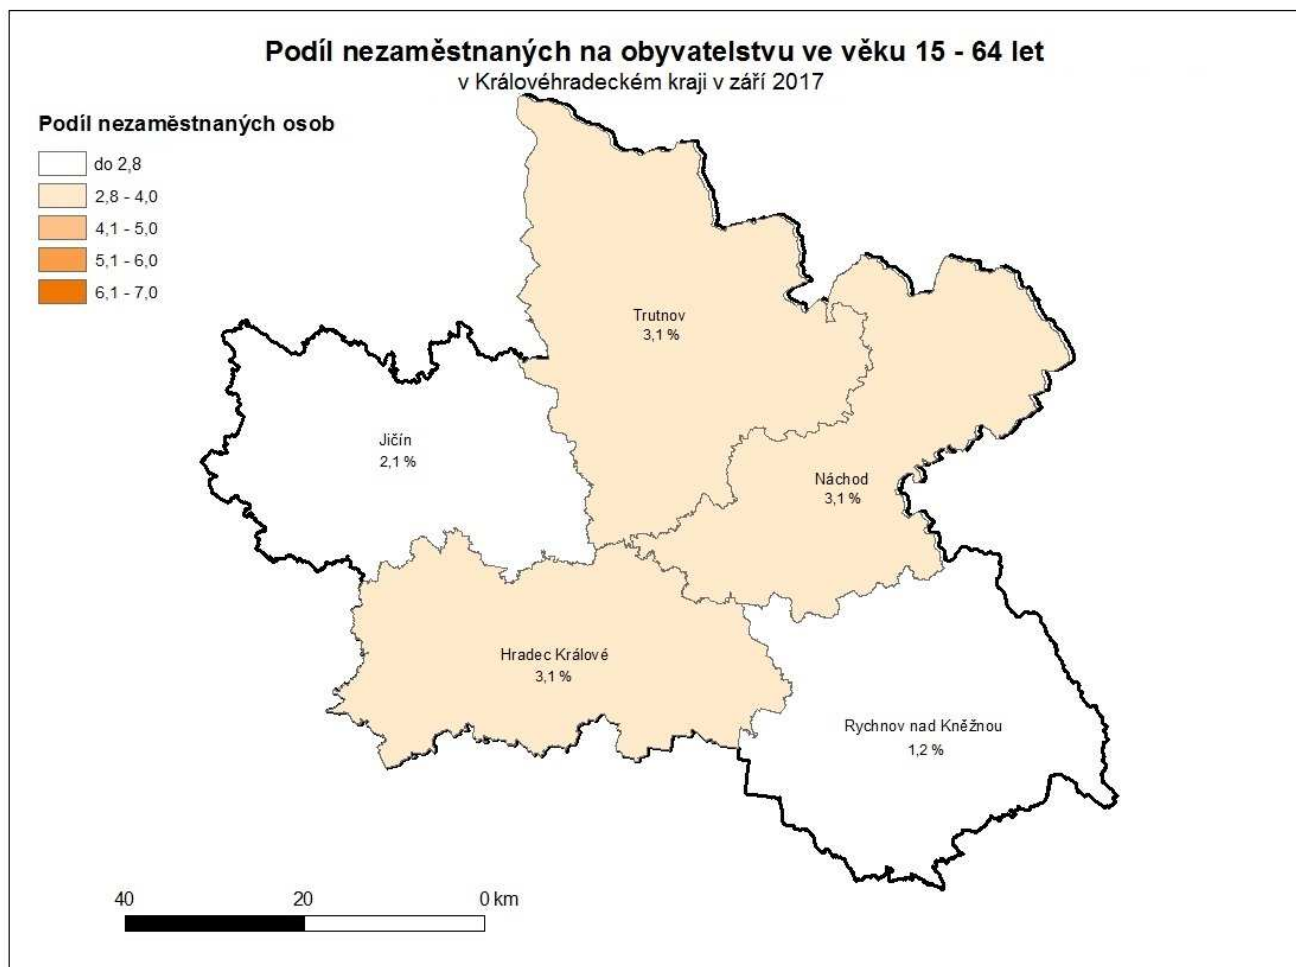 Podíl nezaměstnaných na obyvatelstvu ve věku 15 - 64 let
v Královéhradeckém kraji v září 2017
Podíl nezaměstnaných osob
do 2,8
2,8 - 4,0
4,1 - 5,0
5,1 - 6,0
6,1 - 7,0
Trutnov
3,1 %
Jičín
2,1 %
Náchod
3,1 %
Hradec Králové
3,1 %
Rychnov nad Kněžnou
1,2 %
40 20 0 km